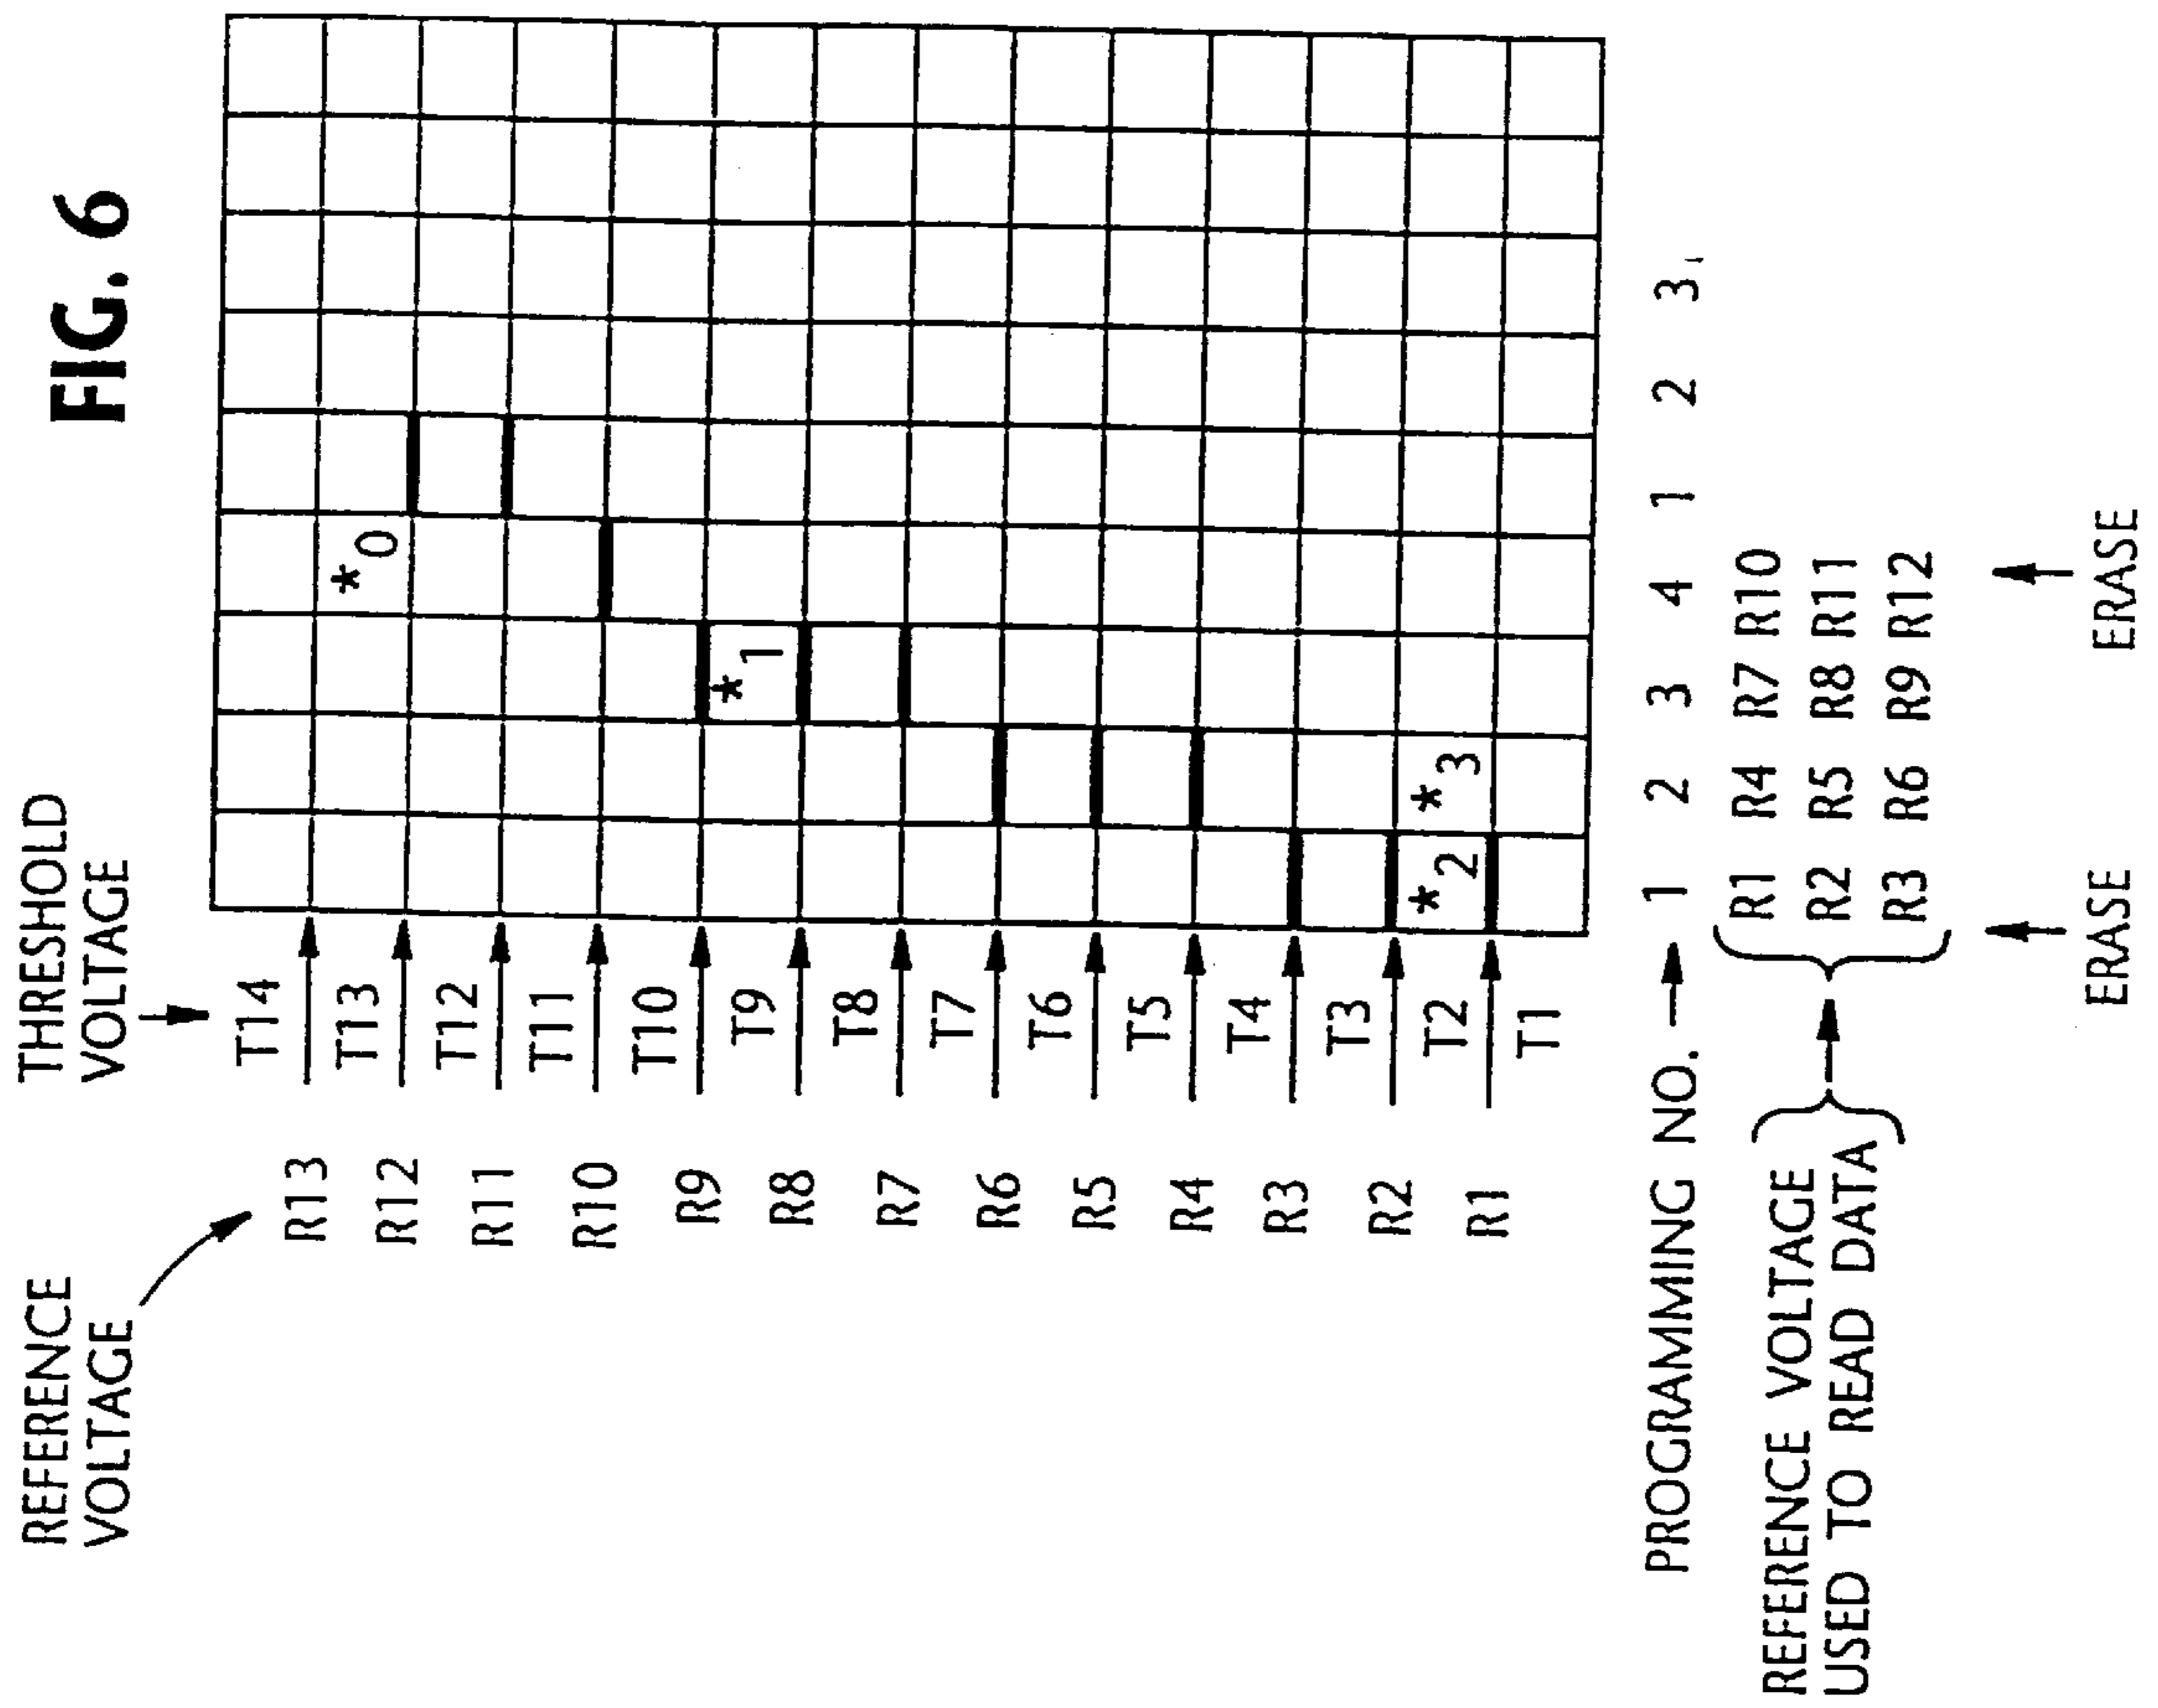 FIG. 6
THRESHOLD
VOLTAGE
REFERENCE
VOLTAGE
T14
R13
T13
R12
T12
R11
T11
R10
T10
R9
T9
R8
T8
R7
T7
R6
T6
R5
T5
R4
T4
R3
T3
R2
T2
R1
T1
*0
*1
*2
*3
PROGRAMMING NO. 1 2 3 4 1 2 3
REFERENCE VOLTAGE
USED TO READ DATA
R1 R4 R7 R10
R2 R5 R8 R11
R3 R6 R9 R12
ERASE ERASE